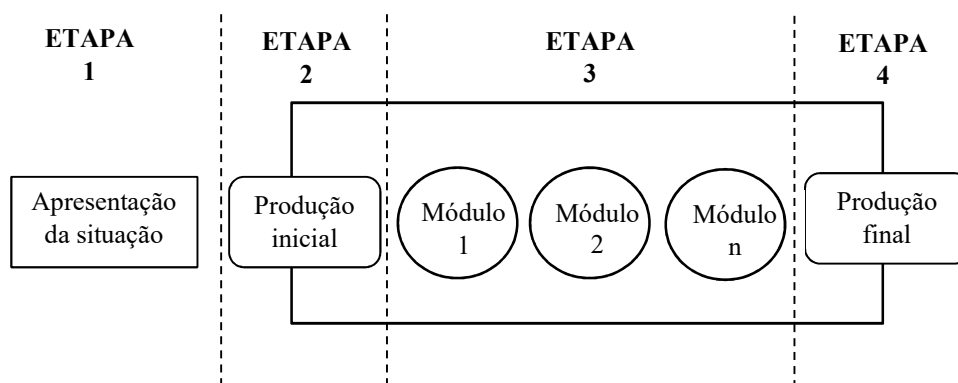 ETAPA
1
ETAPA
2
ETAPA
3
ETAPA
4
Apresentação
da situação
Produção
inicial
Módulo
1
Módulo
2
Módulo
n
Produção
final